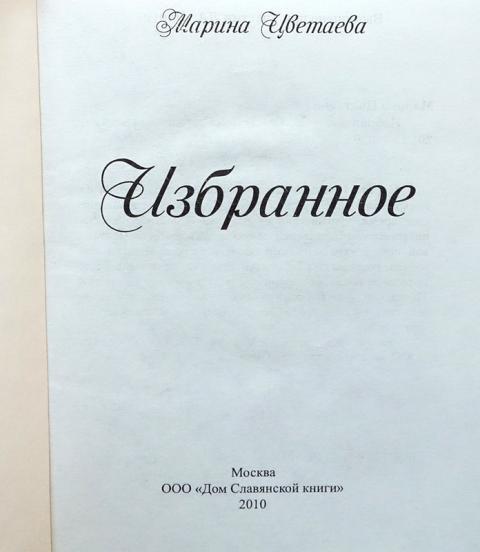 Марина Цветаева
Избранное
Москва
ООО «Дом Славянской книги»
2010